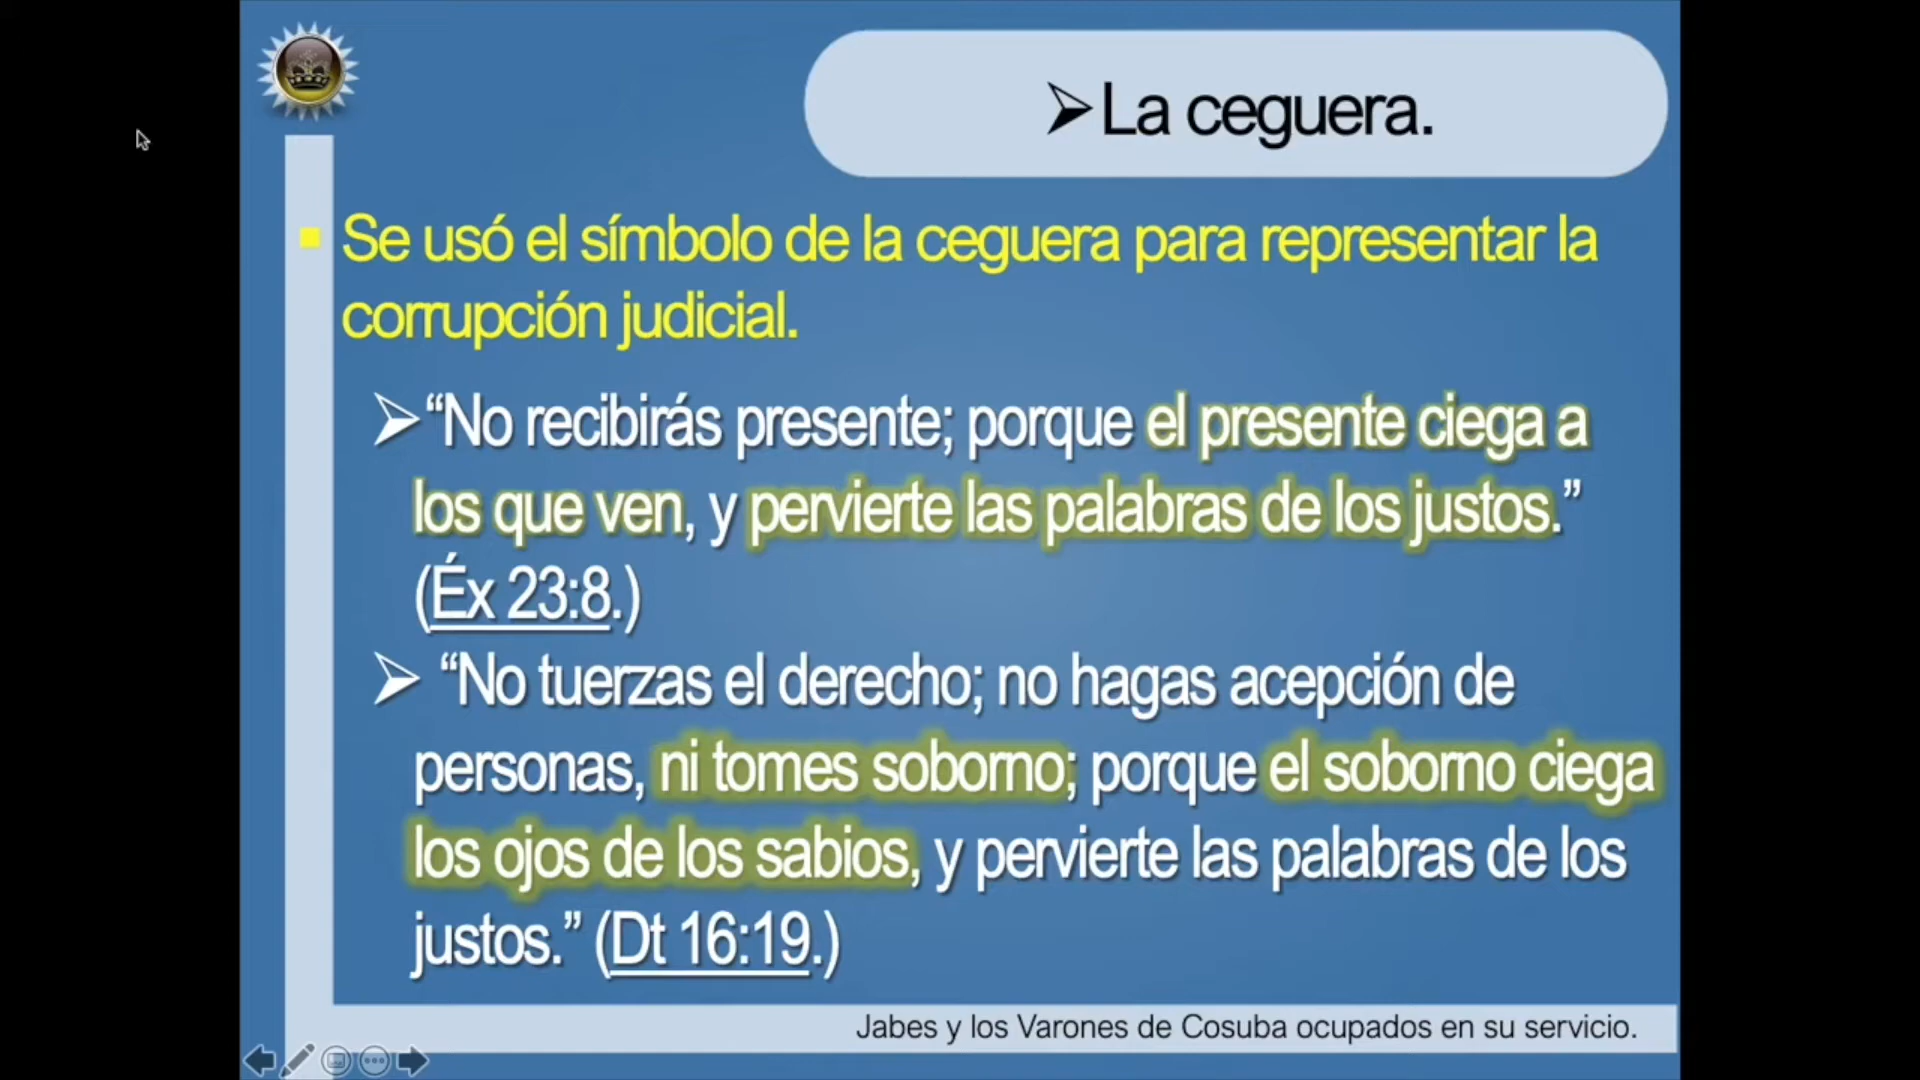 ➢La ceguera.
▪ Se usó el símbolo de la ceguera para representar la
corrupción judicial.
➢“No recibirás presente; porque el presente ciega a
los que ven, y pervierte las palabras de los justos.”
(Éx 23:8.)
➢ “No tuerzas el derecho; no hagas acepción de
personas, ni tomes soborno; porque el soborno ciega
los ojos de los sabios, y pervierte las palabras de los
justos.” (Dt 16:19.)
Jabes y los Varones de Cosuba ocupados en su servicio.